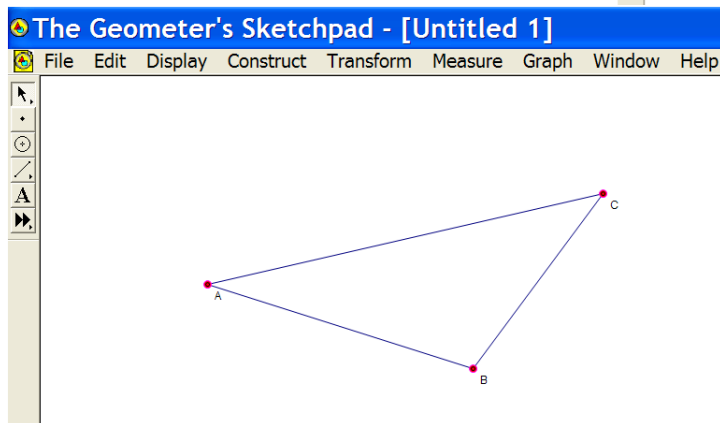 The Geometer's Sketchpad - [Untitled 1]
File Edit Display Construct Transform Measure Graph Window Help
A
C
A
B